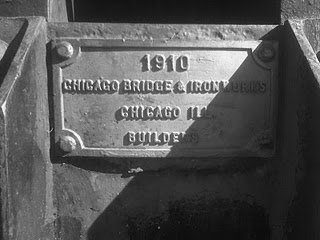 1910
CHICAGO BRIDGE & IRON WORKS
CHICAGO ILL.
BUILDERS